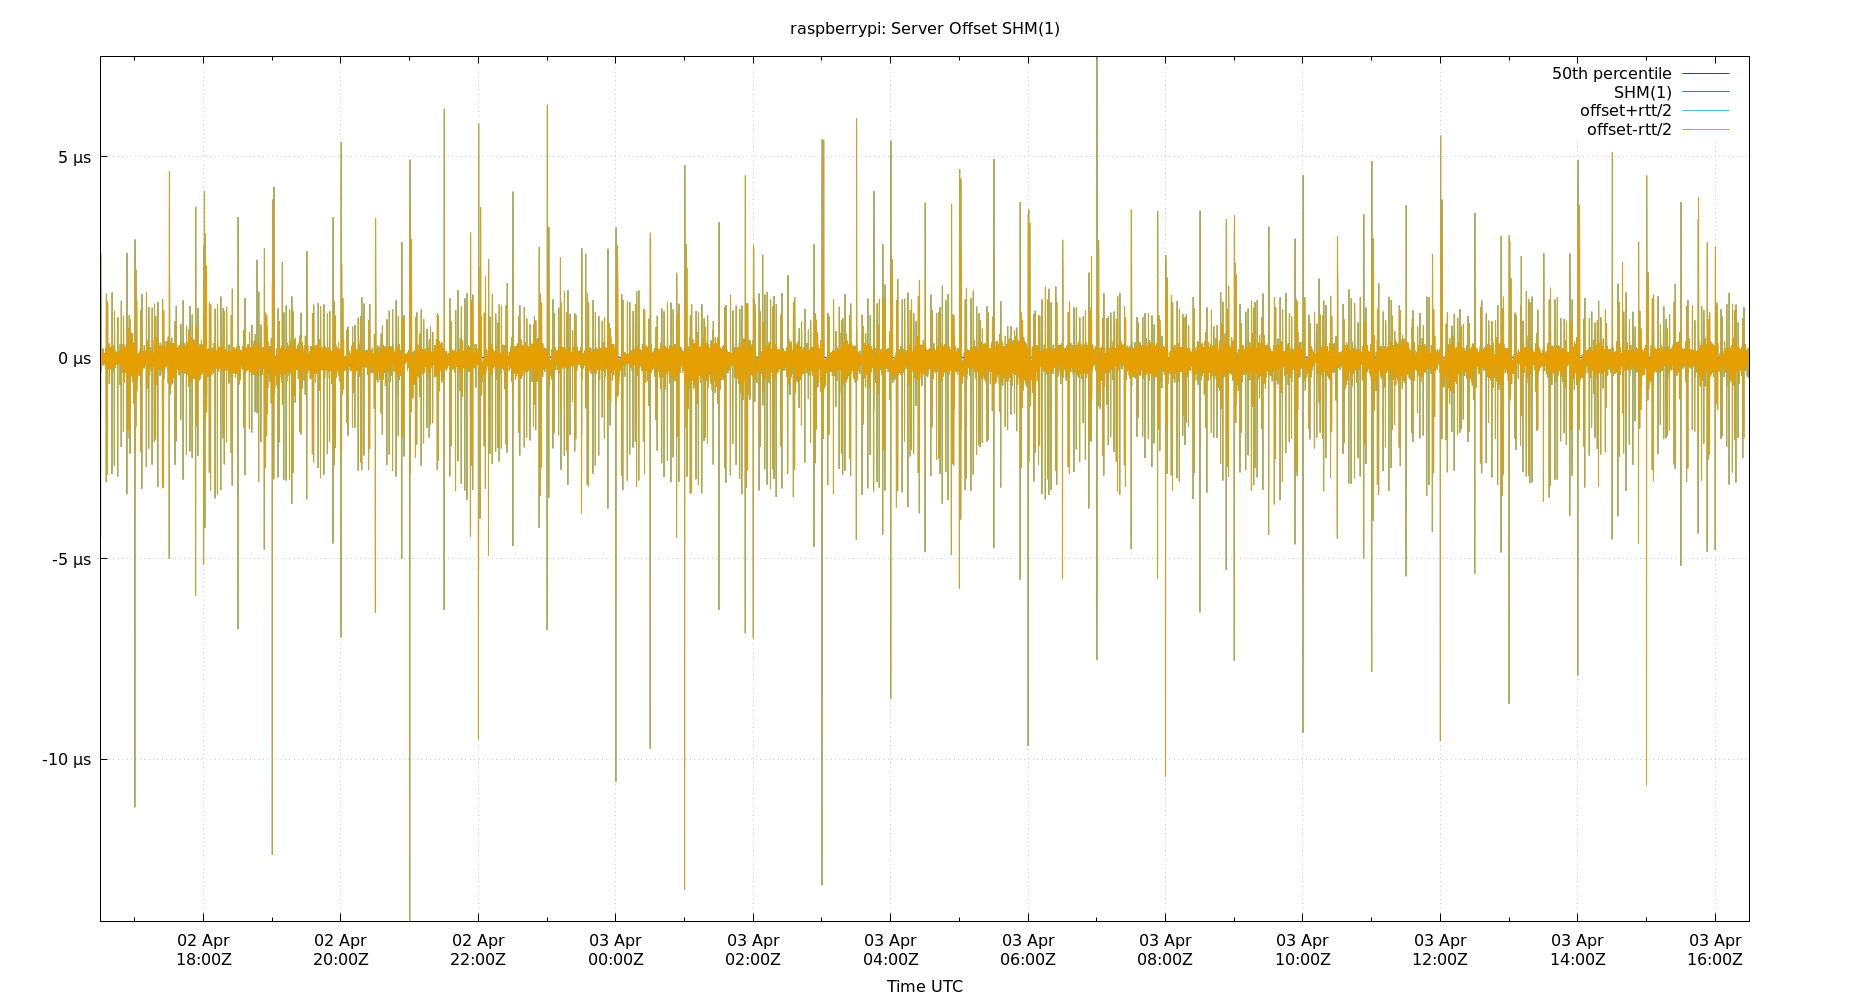 raspberrypi: Server Offset SHM(1)
50th percentile
SHM(1)
offset+rtt/2
offset-rtt/2
5 µs
0 µs
-5 µs
-10 µs
02 Apr 02 Apr 02 Apr 03 Apr 03 Apr 03 Apr 03 Apr 03 Apr 03 Apr 03 Apr 03 Apr 03 Apr
18:00Z 20:00Z 22:00Z 00:00Z 02:00Z 04:00Z 06:00Z 08:00Z 10:00Z 12:00Z 14:00Z 16:00Z
Time UTC